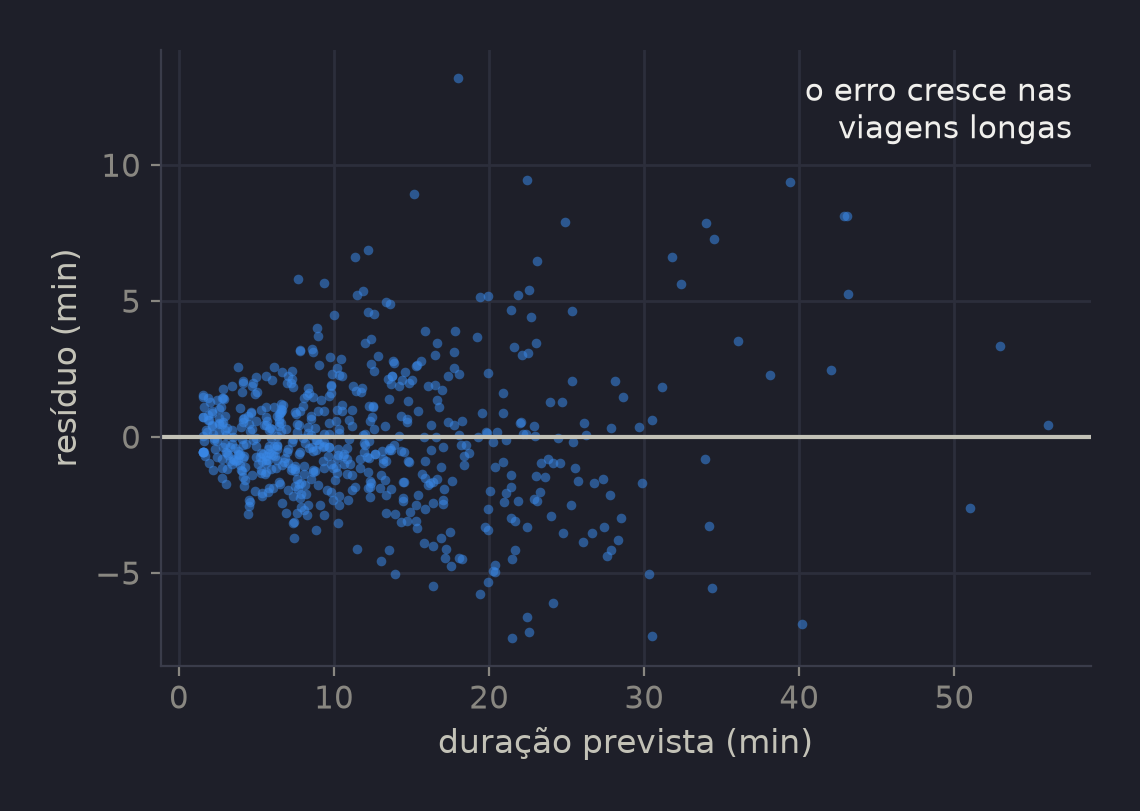 o erro cresce nas
viagens longas
10
5
0
−5
resíduo (min)
0 10 20 30 40 50
duração prevista (min)